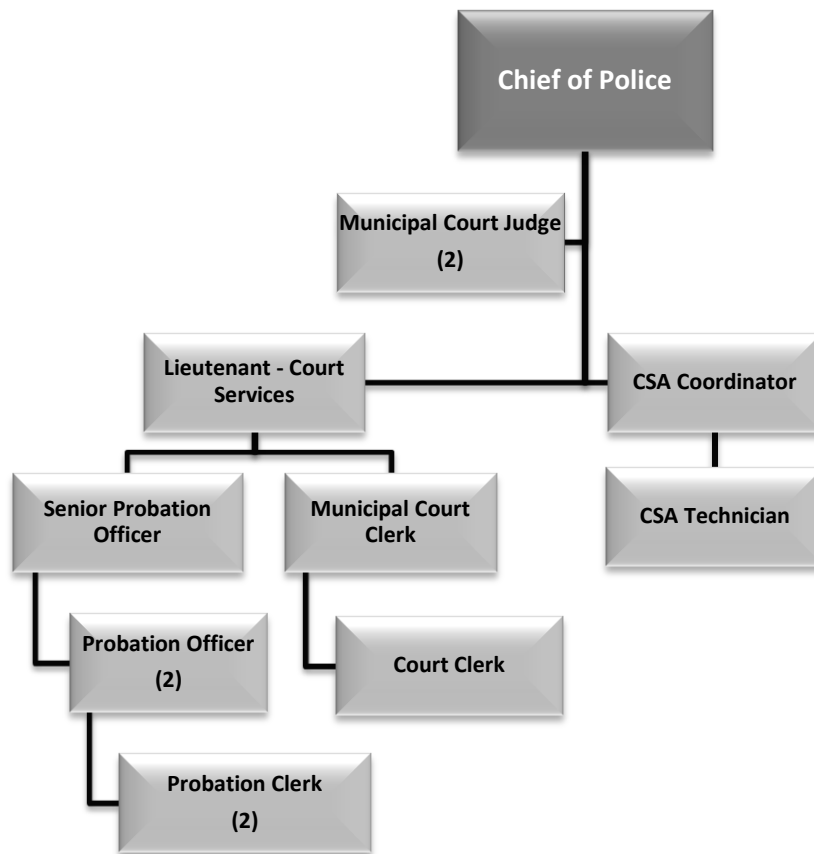 Chief of Police
Municipal Court Judge
(2)
Lieutenant - Court
Services
CSA Coordinator
Senior Probation
Officer
Municipal Court
Clerk
CSA Technician
Probation Officer
(2)
Court Clerk
Probation Clerk
(2)